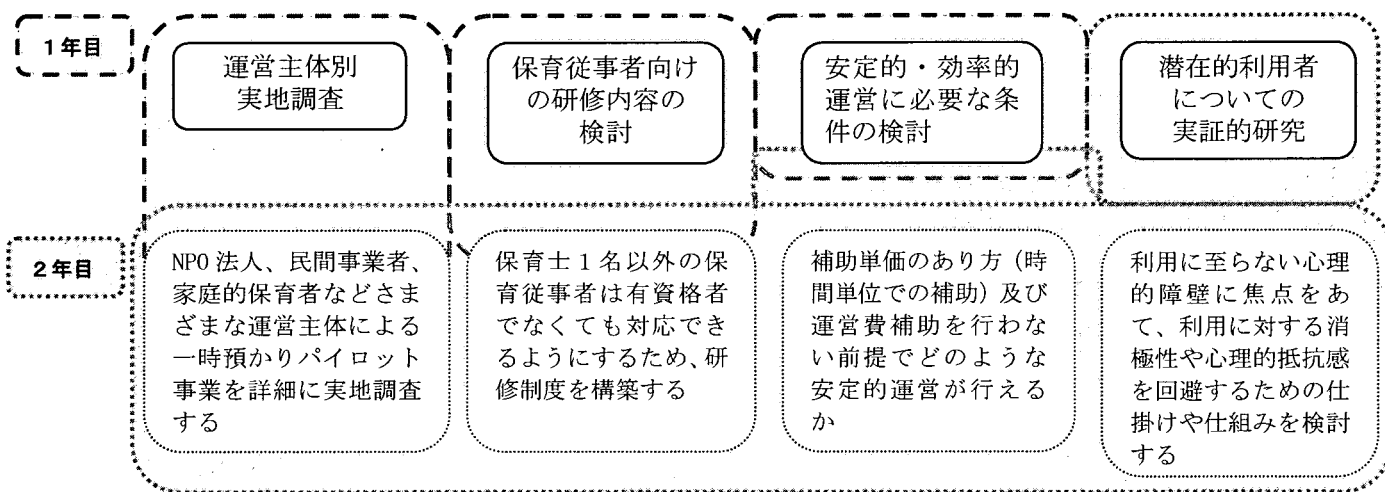 1年目
運営主体別
実地調査
保育従事者向け
の研修内容の
検討
安定的・効率的
運営に必要な条
件の検討
潜在的利用者
についての
実証的研究
2年目
NPO 法人、民間事業者、
家庭的保育者などさま
ざまな運営主体による
一時預かりパイロット
事業を詳細に実地調査
する
保育士1名以外の保
育従事者は有資格者
でなくても対応でき
るようにするため、研
修制度を構築する
補助単価のあり方（時
間単位での補助）及び
運営費補助を行わな
い前提でどのような
安定的運営が行える
か
利用に至らない心理
的障壁に焦点をあ
て、利用に対する消
極性や心理的抵抗感
を回避するための仕
掛けや仕組みを検討
する